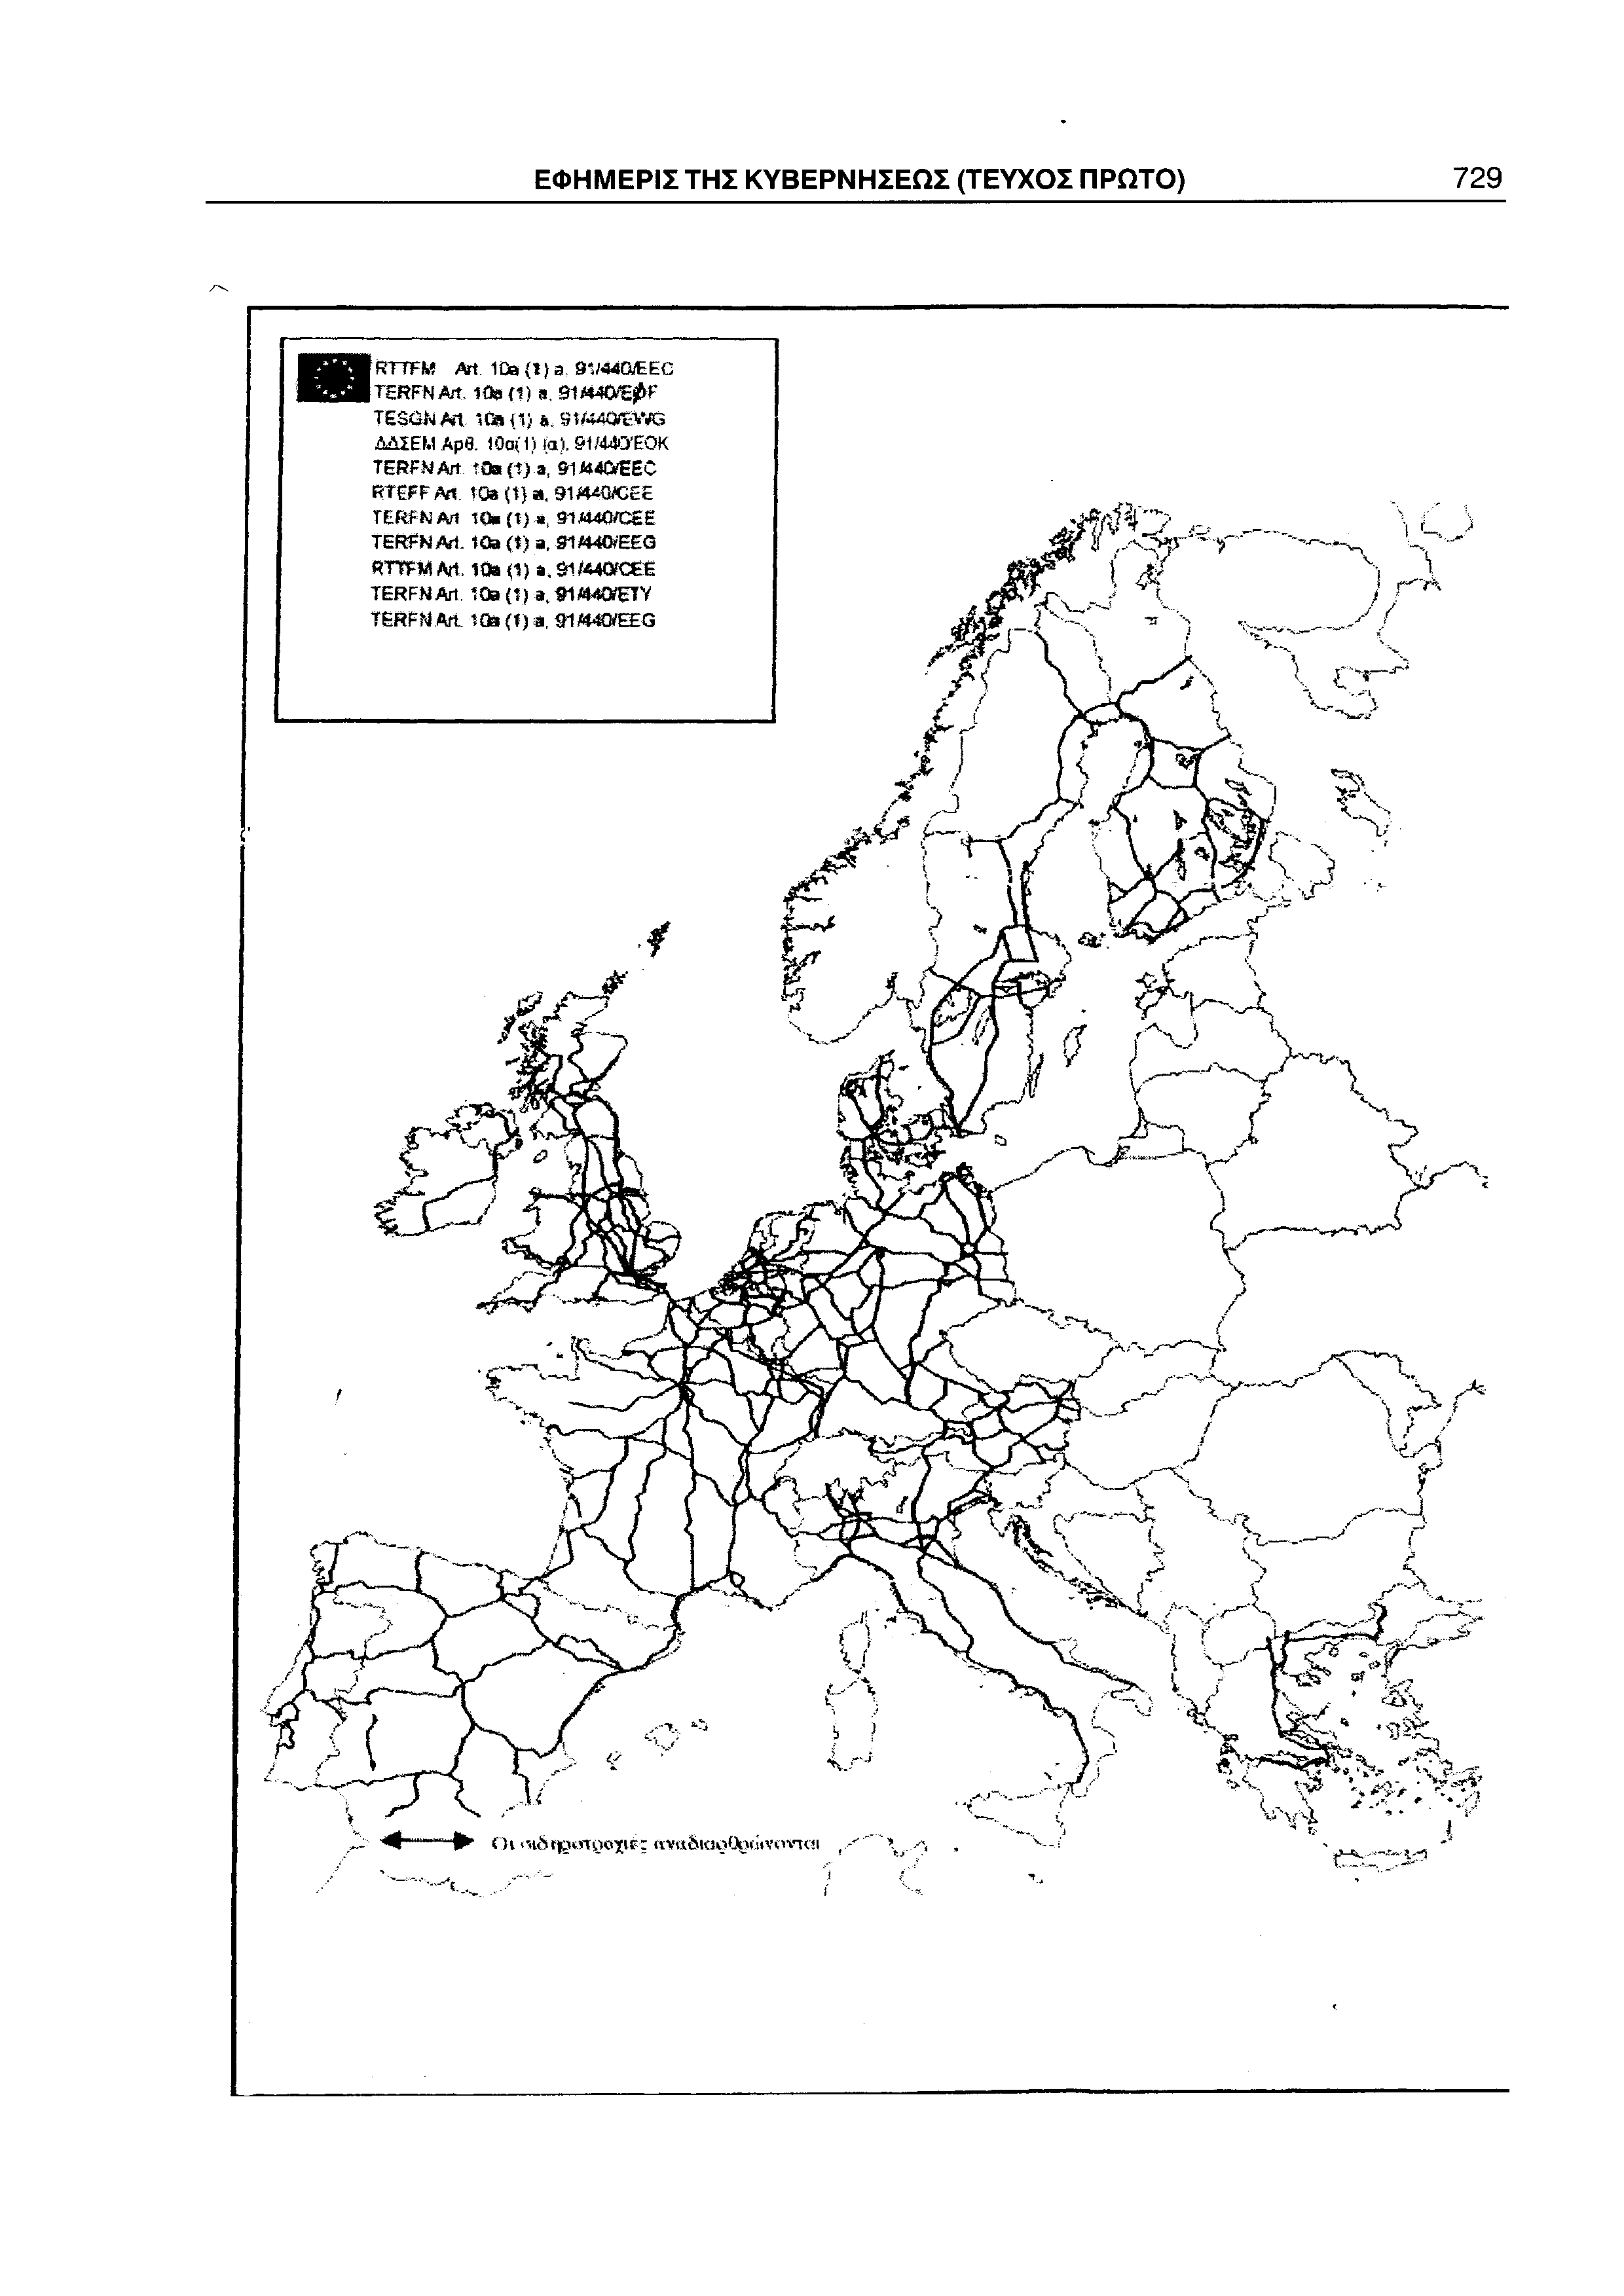 ΕΦΗΜΕΡΙΣ ΤΗΣ ΚΥΒΕΡΝΗΣΕΩΣ (ΤΕΥΧΟΣ ΠΡΩΤΟ) 729
RTTFM Art. 10a (1) a, 91/440/EEC
TERFN Art. 10a (1) a, 91/440/EØF
TESGN Art. 10a (1) a, 91/440/EWG
ΔΔΣΕΜ Αρθ. 10α(1) (α), 91/440/ΕΟΚ
TERFN Art. 10a (1) a, 91/440/EEC
RTEFF Art. 10a (1) a, 91/440/CEE
TERFN Art 10a (1) a, 91/440/CEE
TERFN Art. 10a (1) a, 91/440/EEG
RTTFM Art. 10a (1) a, 91/440/CEE
TERFN Art. 10a (1) a, 91/440/ETY
TERFN Art. 10a (1) a, 91/440/EEG
Οι σιδηροτροχιές αναδιαρθρώνονται